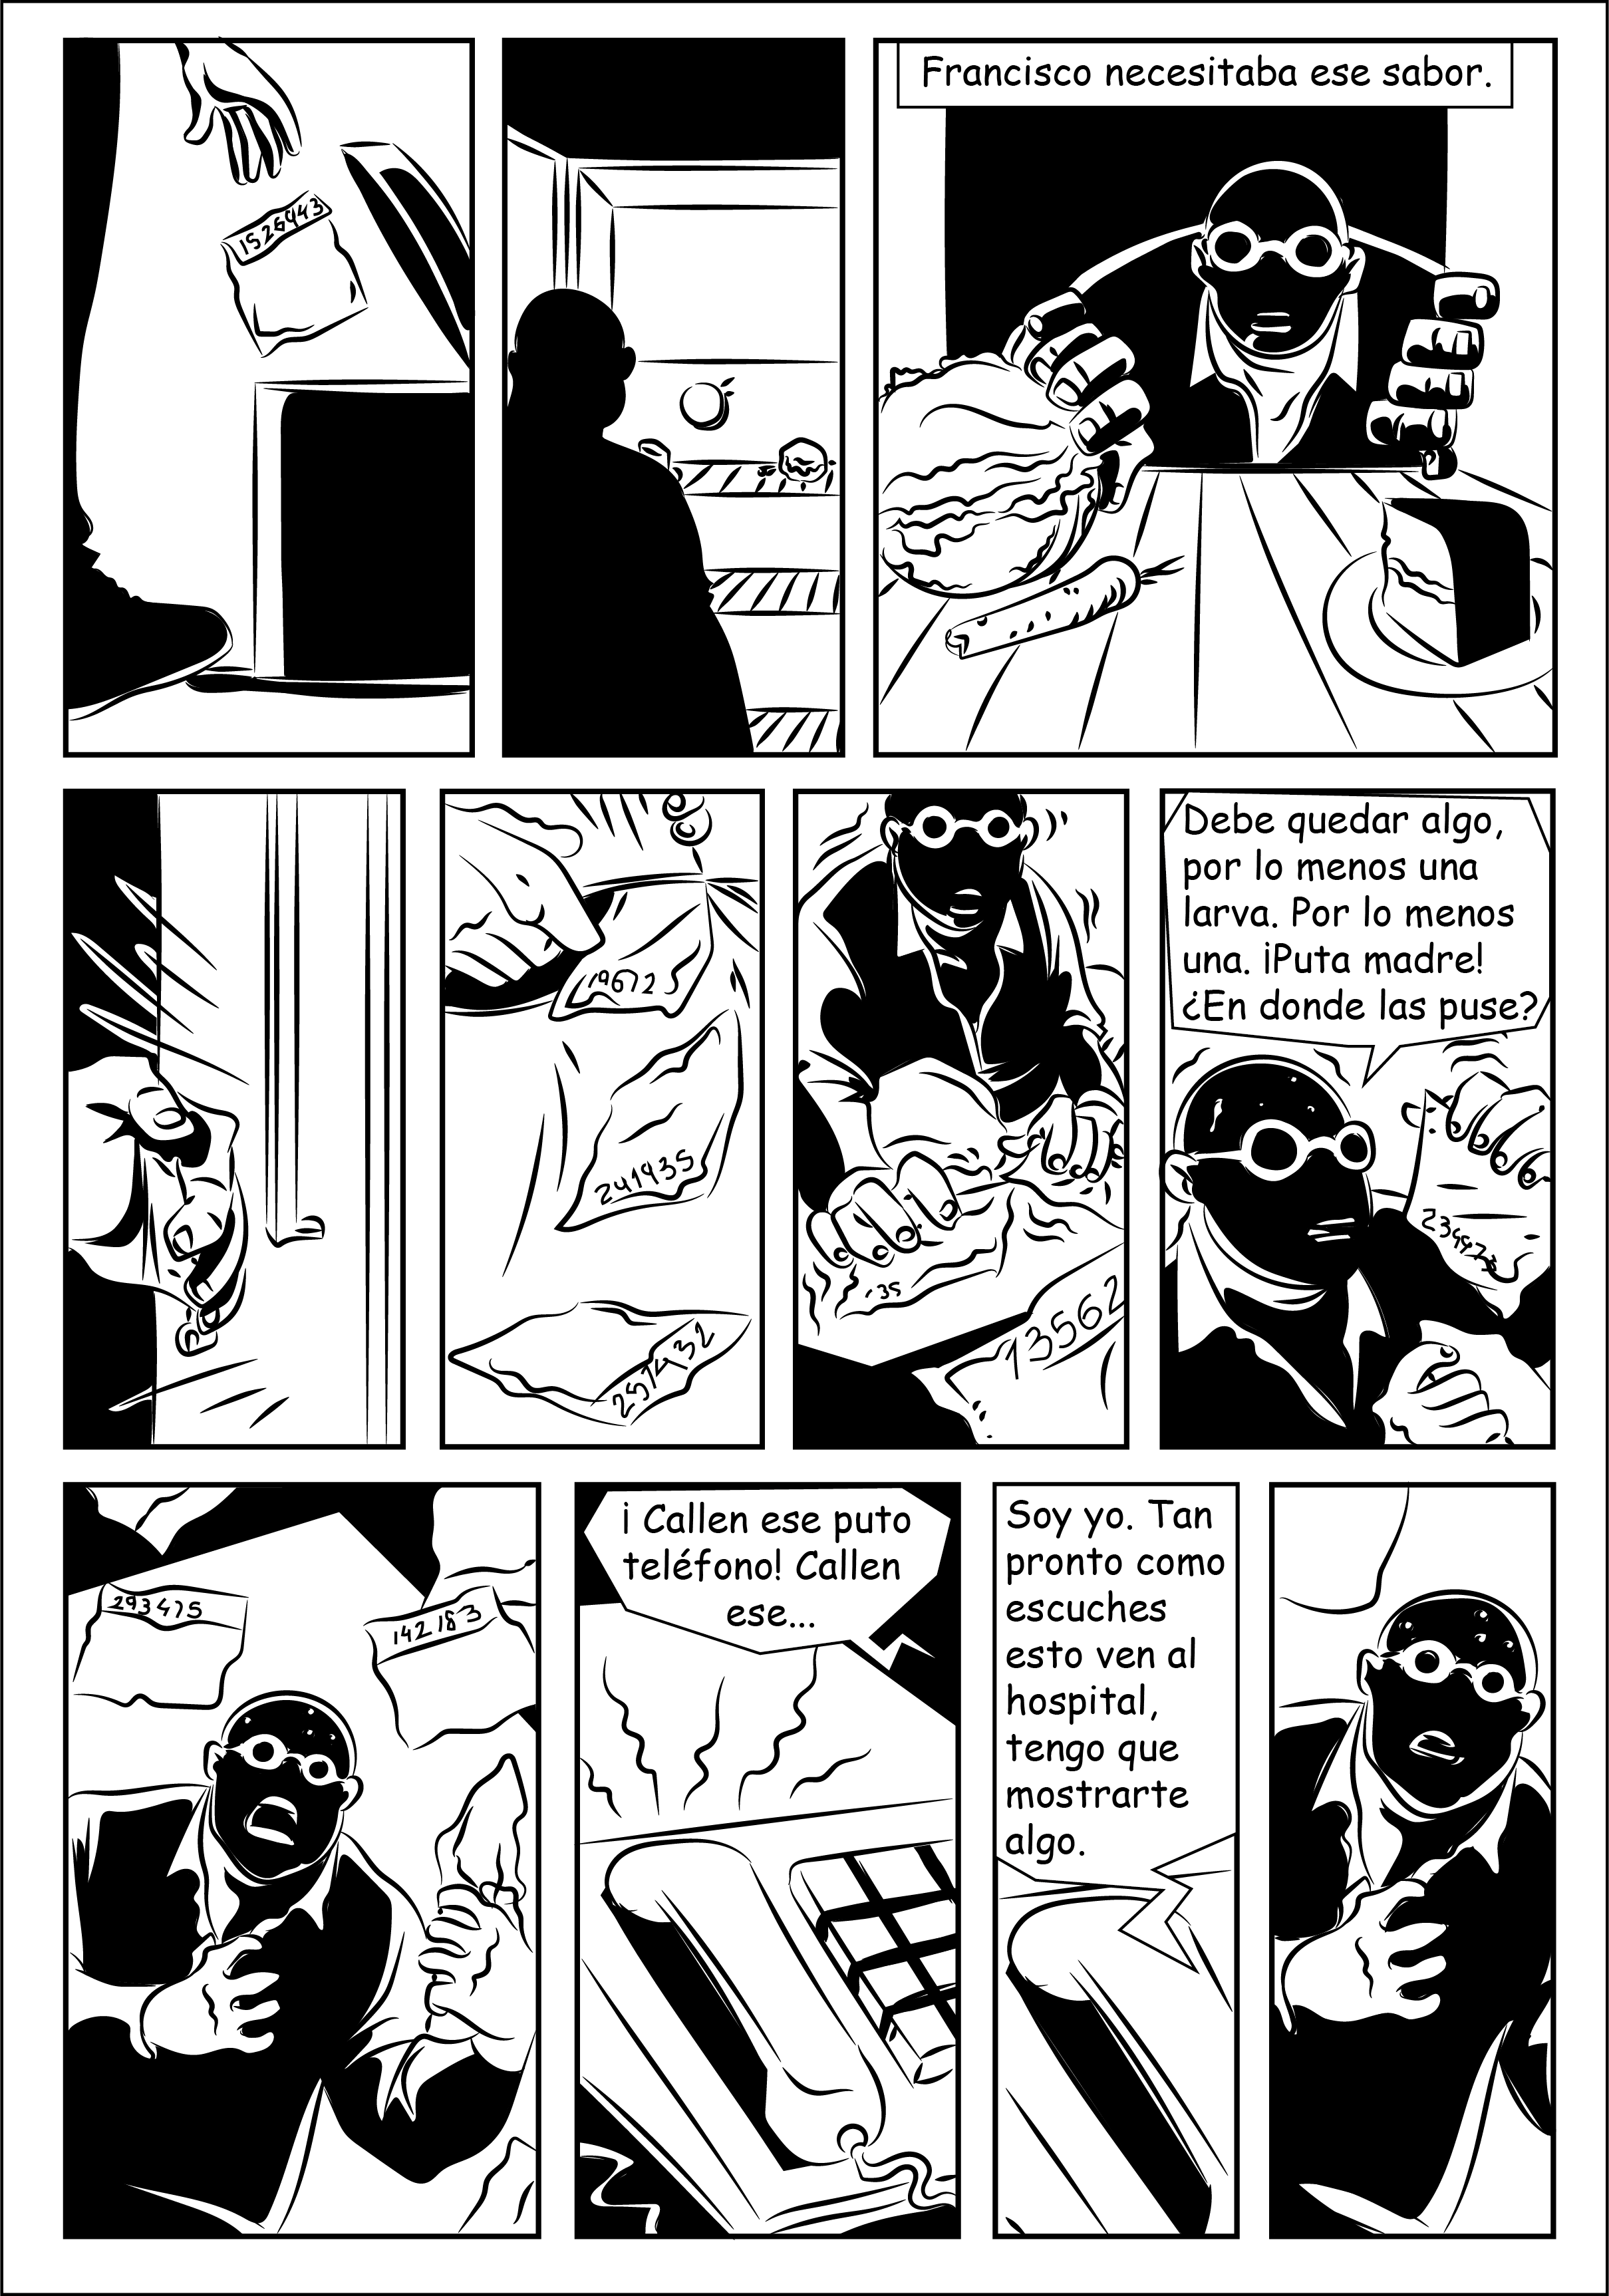 1526443
Francisco necesitaba ese sabor.
19672
241935
257432
35
13562
Debe quedar algo,
por lo menos una
larva. Por lo menos
una. ¡Puta madre!
¿En donde las puse?
293475
142183
¡ Callen ese puto
teléfono! Callen
ese...
Soy yo. Tan
pronto como
escuches
esto ven al
hospital,
tengo que
mostrarte
algo.